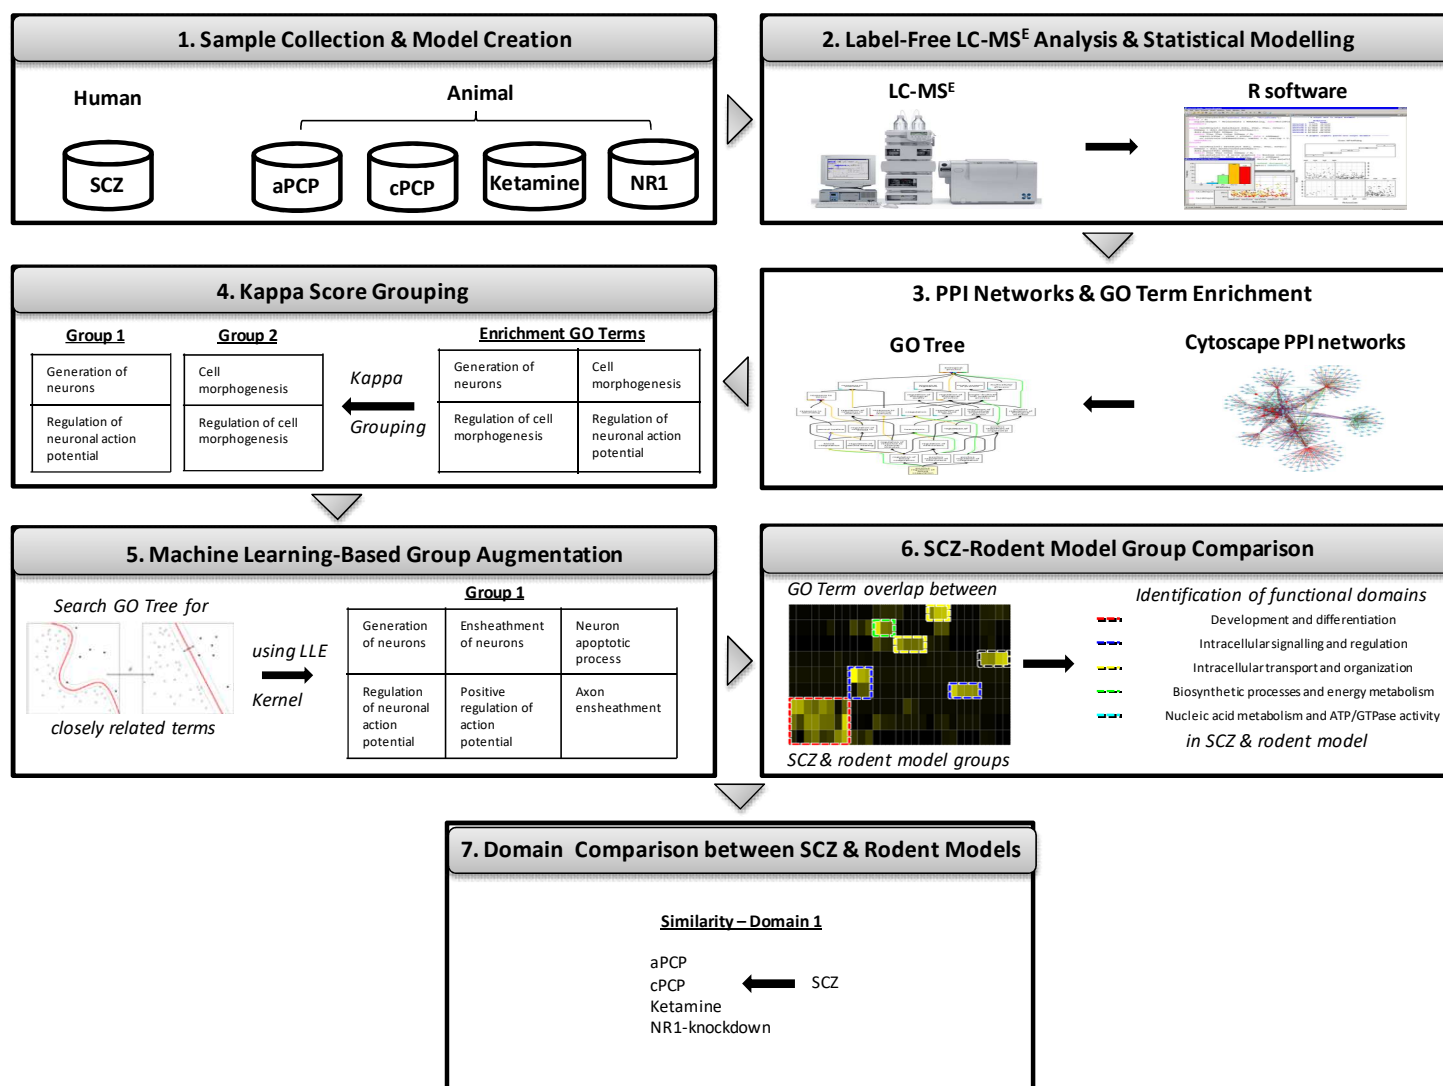 1. Sample Collection & Model Creation
Human
Animal
SCZ
aPCP
cPCP
Ketamine
NR1
2. Label-Free LC-MSE Analysis & Statistical Modelling
LC-MSE
R software
3. PPI Networks & GO Term Enrichment
GO Tree
Cytoscape PPI networks
4. Kappa Score Grouping
Group 1
Generation of
neurons
Regulation of
neuronal action
potential
Group 2
Cell
morphogenesis
Regulation of cell
morphogenesis
Kappa
Grouping
Enrichment GO Terms
Generation of
neurons
Cell
morphogenesis
Regulation of cell
morphogenesis
Regulation of
neuronal action
potential
5. Machine Learning-Based Group Augmentation
Search GO Tree for
closely related terms
using LLE
Kernel
Group 1
Generation
of neurons
Ensheathment
of neurons
Neuron
apoptotic
process
Regulation
of neuronal
action
potential
Positive
regulation of
action
potential
Axon
ensheathment
6. SCZ-Rodent Model Group Comparison
GO Term overlap between
SCZ & rodent model groups
Identification of functional domains
Development and differentiation
Intracellular signalling and regulation
Intracellular transport and organization
Biosynthetic processes and energy metabolism
Nucleic acid metabolism and ATP/GTPase activity
in SCZ & rodent model
7. Domain Comparison between SCZ & Rodent Models
Similarity – Domain 1
aPCP
cPCP
Ketamine
NR1-knockdown
SCZ